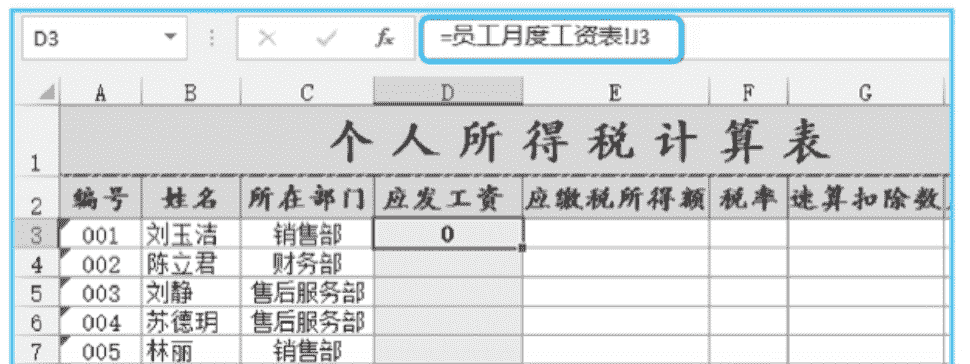 D3 fx =员工月度工资表!J3
A B C D E F G
1 个人所得税计算表
2 编号 姓名 所在部门 应发工资 应缴税所得额 税率 速算扣除数
3 001 刘玉洁 销售部 0
4 002 陈立君 财务部
5 003 刘静 售后服务部
6 004 苏德玥 售后服务部
7 005 林丽 销售部